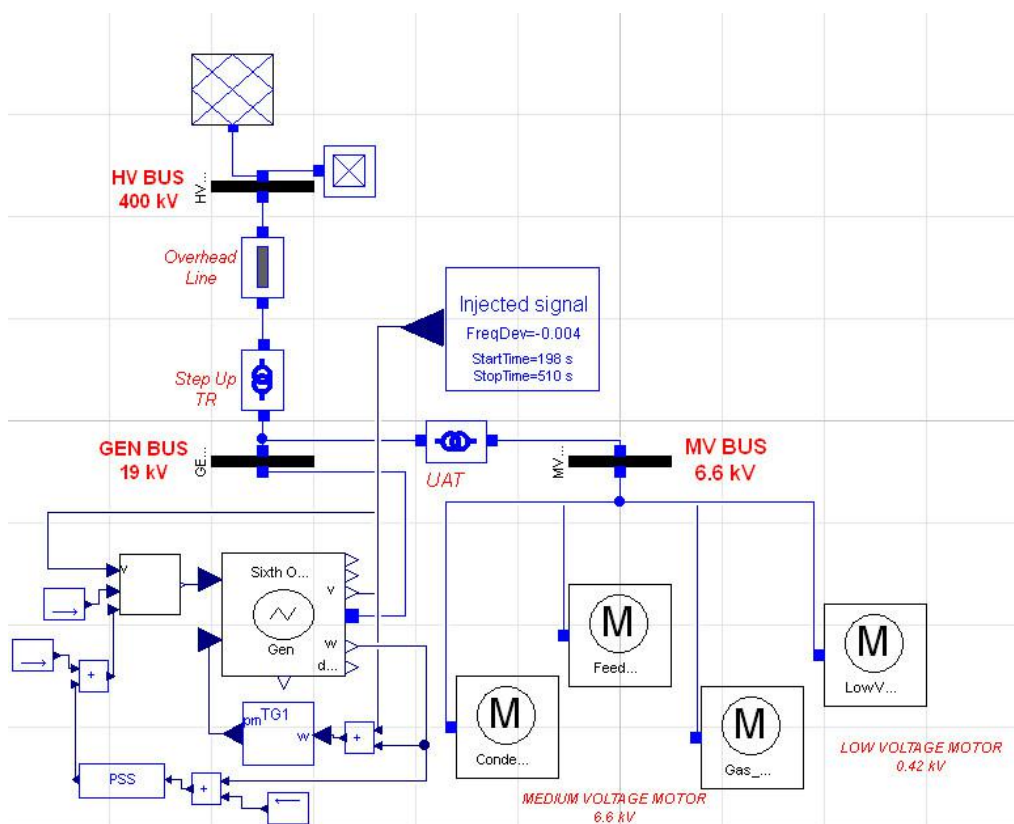 HV BUS
400 kV
HV...
Overhead
Line
Injected signal
FreqDev=-0.004
StartTime=198 s
StopTime=510 s
Step Up
TR
GEN BUS
19 kV
GE...
UAT
MV...
MV BUS
6.6 kV
v
Sixth O...
v
Gen
w
d...
+
pm
TG1
w
+
PSS
+
M
Feed...
M
LowV...
M
Conde...
M
Gas_...
LOW VOLTAGE MOTOR
0.42 kV
MEDIUM VOLTAGE MOTOR
6.6 kV